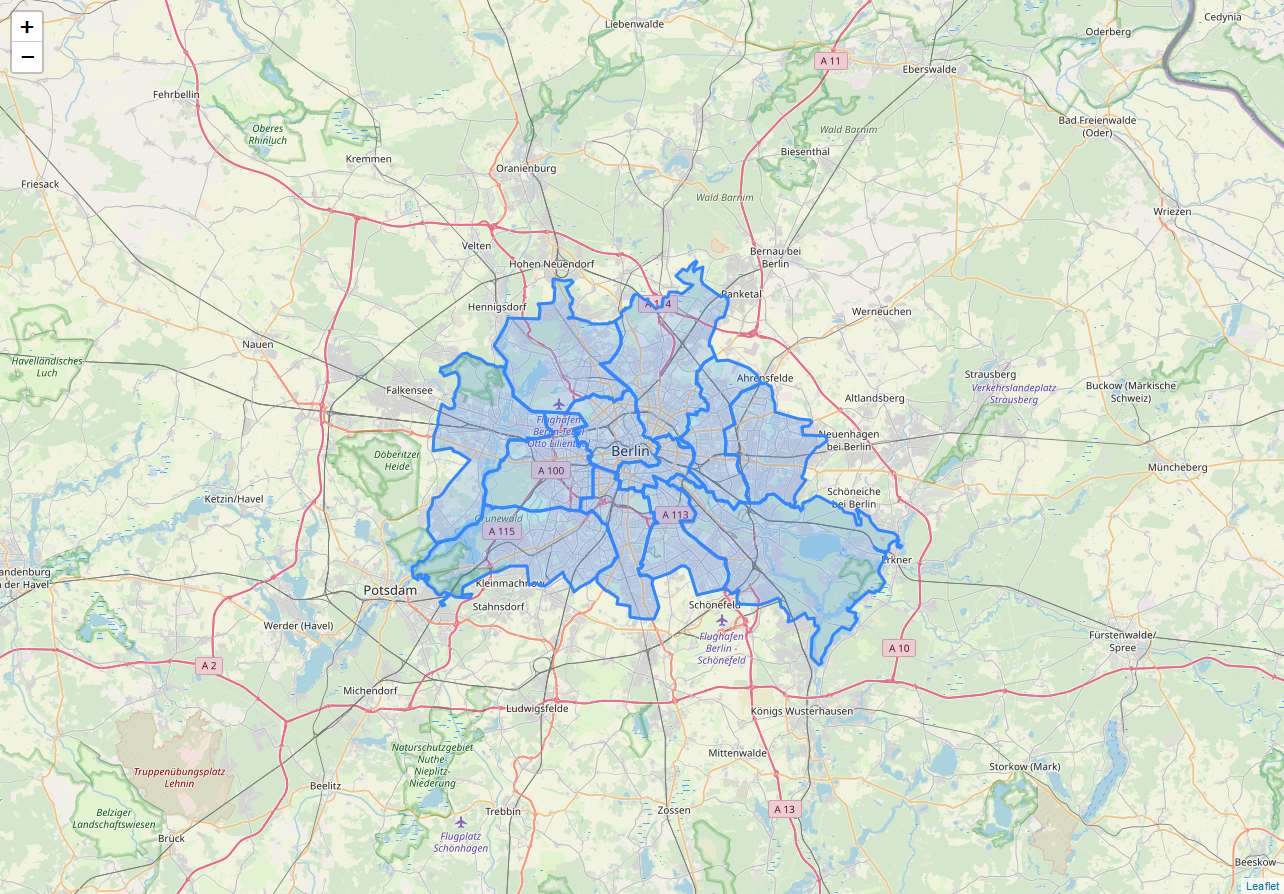 +
−
Liebenwalde
Cedynia
Oderberg
A 11
Eberswalde
Fehrbellin
Bad Freienwalde
(Oder)
Oberes
Rhinluch
Wald Barnim
Kremmen
Biesenthal
Oranienburg
Friesack
Wald Barnim
Wriezen
Velten
Bernau bei
Berlin
Hohen Neuendorf
Panketal
A 114
Hennigsdorf
Werneuchen
Nauen
Havelländisches
Luch
Strausberg
Ahrensfelde
Verkehrslandeplatz
Strausberg
Buckow (Märkische
Schweiz)
Falkensee
Altlandsberg
Flughafen
Berlin-Tegel
Otto Lilienthal
Neuenhagen
bei Berlin
Berlin
Döberitzer
Heide
Müncheberg
A 100
Schöneiche
bei Berlin
Ketzin/Havel
A 113
Grunewald
A 115
Erkner
andenburg
n der Havel
Kleinmachnow
Potsdam
Stahnsdorf
Schönefeld
Werder (Havel)
Flughafen
Berlin -
Schönefeld
Fürstenwalde/
Spree
A 10
A 2
Michendorf
Ludwigsfelde
Königs Wusterhausen
Naturschutzgebiet
Nuthe-
Nieplitz-
Niederung
Mittenwalde
Truppenübungsplatz
Lehnin
Storkow (Mark)
Beelitz
Trebbin
Zossen
A 13
Belziger
Landschaftswiesen
Brück
Flugplatz
Schönhagen
Beeskow
Leaflet